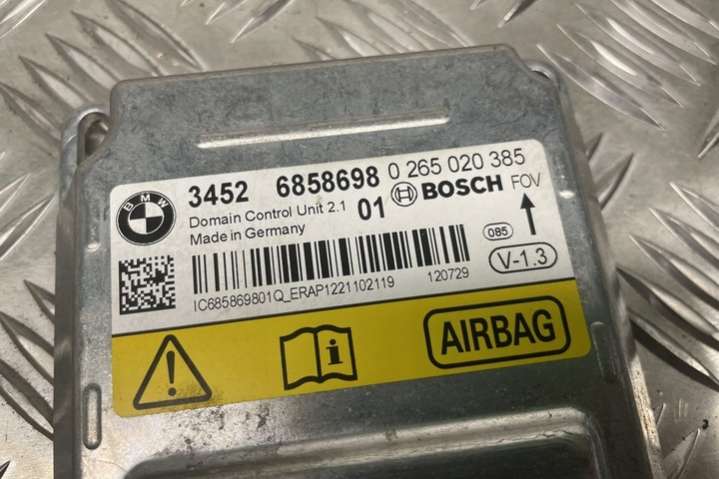 BMW
3452 6858698 0 265 020 385
Domain Control Unit 2.1 01 BOSCH FOV
Made in Germany
085
V-1.3
IC685869801Q_ERAP1221102119 120729
AIRBAG